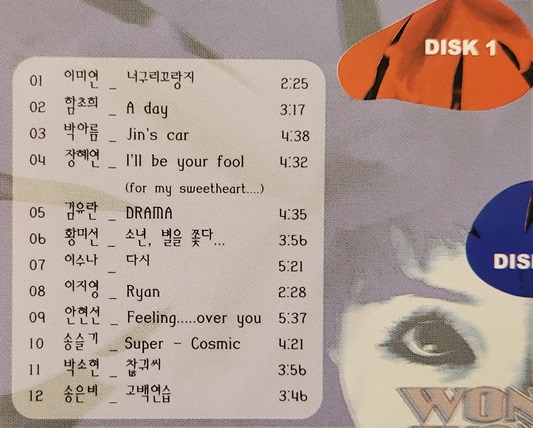 DISK 1
01 이미연 _ 너구리꼬랑지 2:25
02 함초희 _ A day 3:17
03 박아름 _ Jin's car 4:38
04 장혜연 _ I'll be your fool 4:32
(for my sweetheart....)
05 김유란 _ DRAMA 4:35
06 황미선 _ 소년, 별을 쫓다... 3:56
07 이수나 _ 다시 5:21
08 이지영 _ Ryan 2:28
09 안현선 _ Feeling.....over you 5:37
10 송슬기 _ Super - Cosmic 4:21
11 박소현 _ 찮귀씨 3:56
12 송은비 _ 고백연습 3:46
DIS
WON